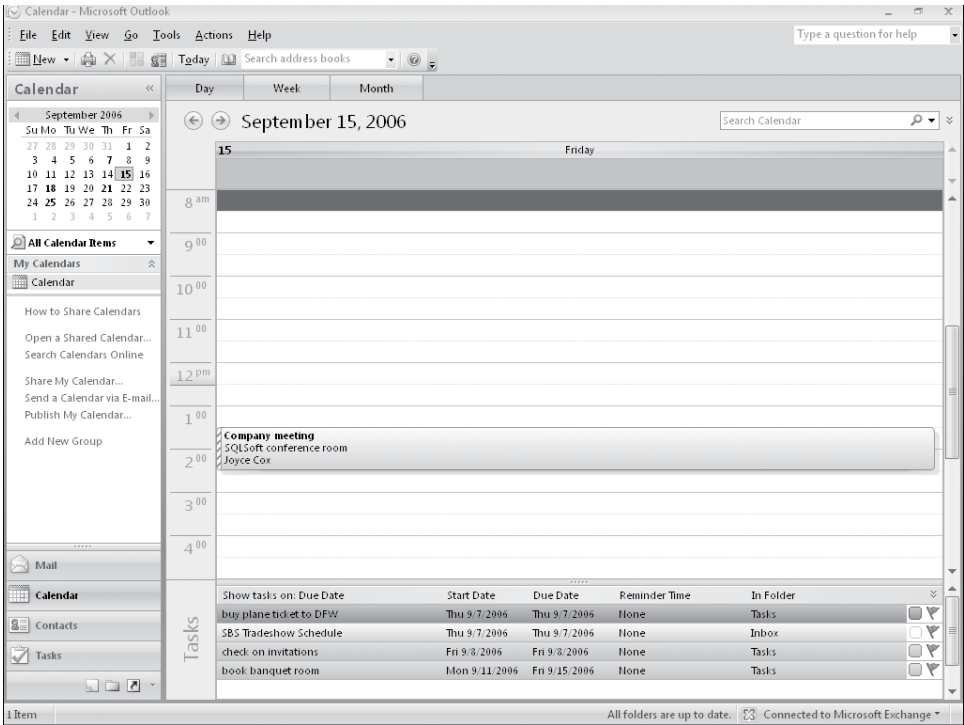 Calendar - Microsoft Outlook
File Edit View Go Tools Actions Help
Type a question for help
New Today Search address books
Calendar
September 2006
Su Mo Tu We Th Fr Sa
27 28 29 30 31 1 2
3 4 5 6 7 8 9
10 11 12 13 14 15 16
17 18 19 20 21 22 23
24 25 26 27 28 29 30
1 2 3 4 5 6 7
All Calendar Items
My Calendars
Calendar
How to Share Calendars
Open a Shared Calendar...
Search Calendars Online
Share My Calendar...
Send a Calendar via E-mail...
Publish My Calendar...
Add New Group
Mail
Calendar
Contacts
Tasks
Day Week Month
September 15, 2006
Search Calendar
15 Friday
8 am
9 00
10 00
11 00
12 pm
1 00
Company meeting
SQLSoft conference room
2 00
Joyce Cox
3 00
4 00
Tasks
Show tasks on: Due Date Start Date Due Date Reminder Time In Folder
buy plane ticket to DFW Thu 9/7/2006 Thu 9/7/2006 None Tasks
SBS Tradeshow Schedule Thu 9/7/2006 Thu 9/7/2006 None Inbox
check on invitations Fri 9/8/2006 Fri 9/8/2006 None Tasks
book banquet room Mon 9/11/2006 Fri 9/15/2006 None Tasks
1 Item
All folders are up to date. Connected to Microsoft Exchange